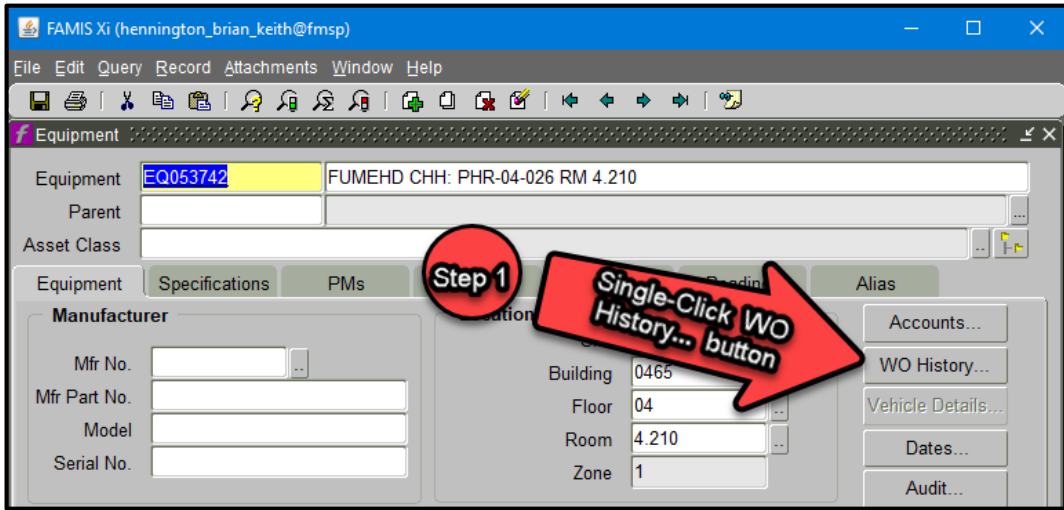 FAMIS Xi (hennington_brian_keith@fmsp)
File Edit Query Record Attachments Window Help
Equipment
Equipment EQ053742 FUMEHD CHH: PHR-04-026 RM 4.210
Parent
Asset Class
Equipment Specifications PMs Alias
Step 1
Single-Click WO
History... button
Manufacturer
Mfr No.
Mfr Part No.
Model
Serial No.
Building 0465
Floor 04
Room 4.210
Zone 1
Accounts...
WO History...
Vehicle Details...
Dates...
Audit...